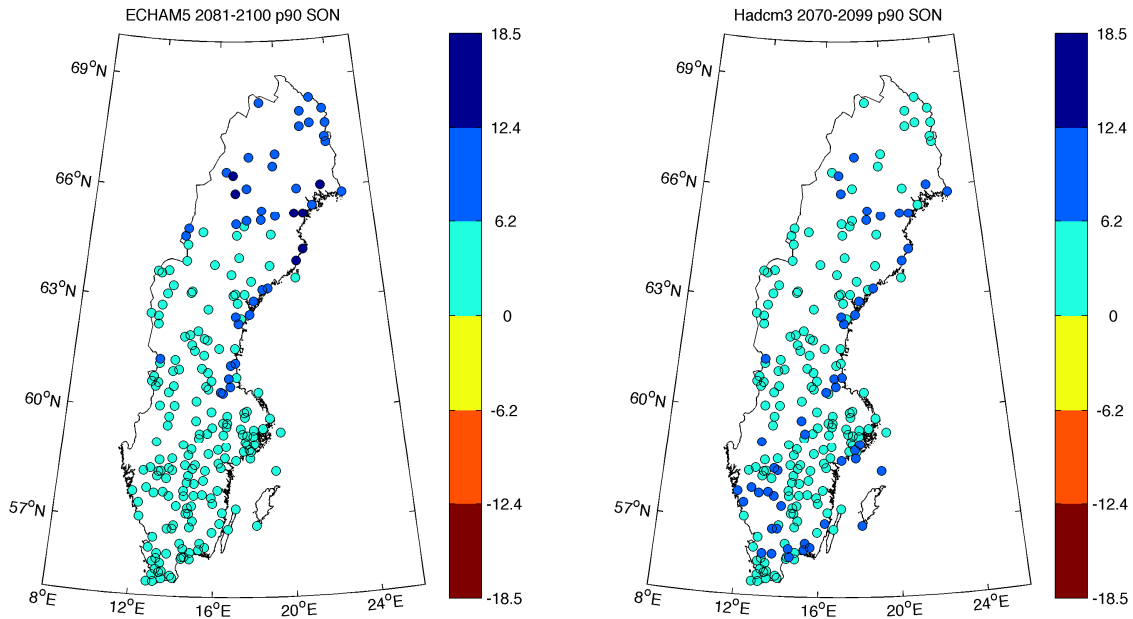 ECHAM5 2081-2100 p90 SON
69°N
66°N
63°N
60°N
57°N
8°E
12°E
16°E
20°E
24°E
18.5
12.4
6.2
0
-6.2
-12.4
-18.5
Hadcm3 2070-2099 p90 SON
69°N
66°N
63°N
60°N
57°N
8°E
12°E
16°E
20°E
24°E
18.5
12.4
6.2
0
-6.2
-12.4
-18.5